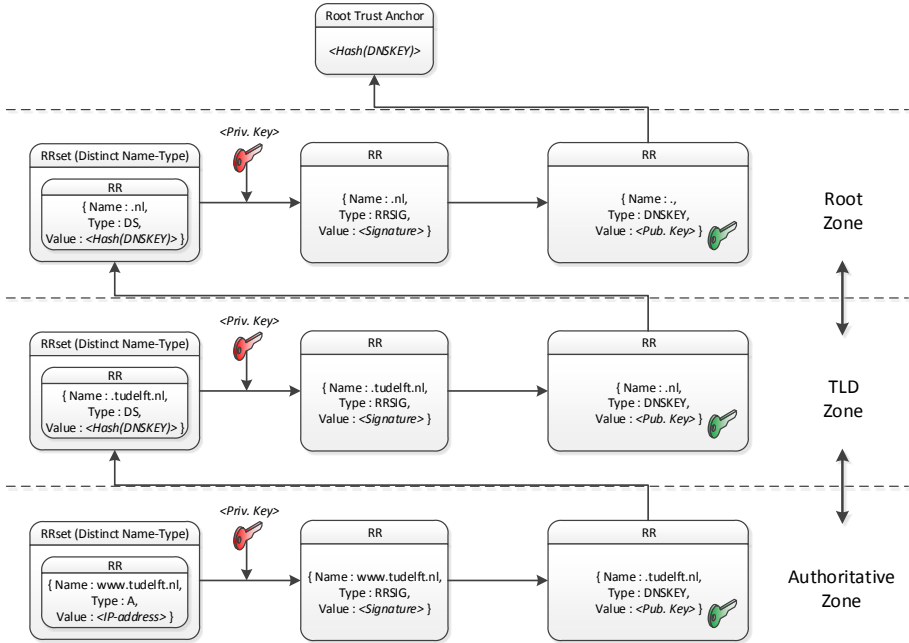 Root Trust Anchor
<Hash(DNSKEY)>
<Priv. Key>
RRset (Distinct Name-Type)
RR
{ Name : .nl,
Type : DS,
Value : <Hash(DNSKEY)> }
RR
{ Name : .nl,
Type : RRSIG,
Value : <Signature> }
RR
{ Name : .,
Type : DNSKEY,
Value : <Pub. Key> }
Root
Zone
<Priv. Key>
RRset (Distinct Name-Type)
RR
{ Name : .tudelft.nl,
Type : DS,
Value : <Hash(DNSKEY)> }
RR
{ Name : .tudelft.nl,
Type : RRSIG,
Value : <Signature> }
RR
{ Name : .nl,
Type : DNSKEY,
Value : <Pub. Key> }
TLD
Zone
<Priv. Key>
RRset (Distinct Name-Type)
RR
{ Name : www.tudelft.nl,
Type : A,
Value : <IP-address> }
RR
{ Name : www.tudelft.nl,
Type : RRSIG,
Value : <Signature> }
RR
{ Name : .tudelft.nl,
Type : DNSKEY,
Value : <Pub. Key> }
Authoritative
Zone